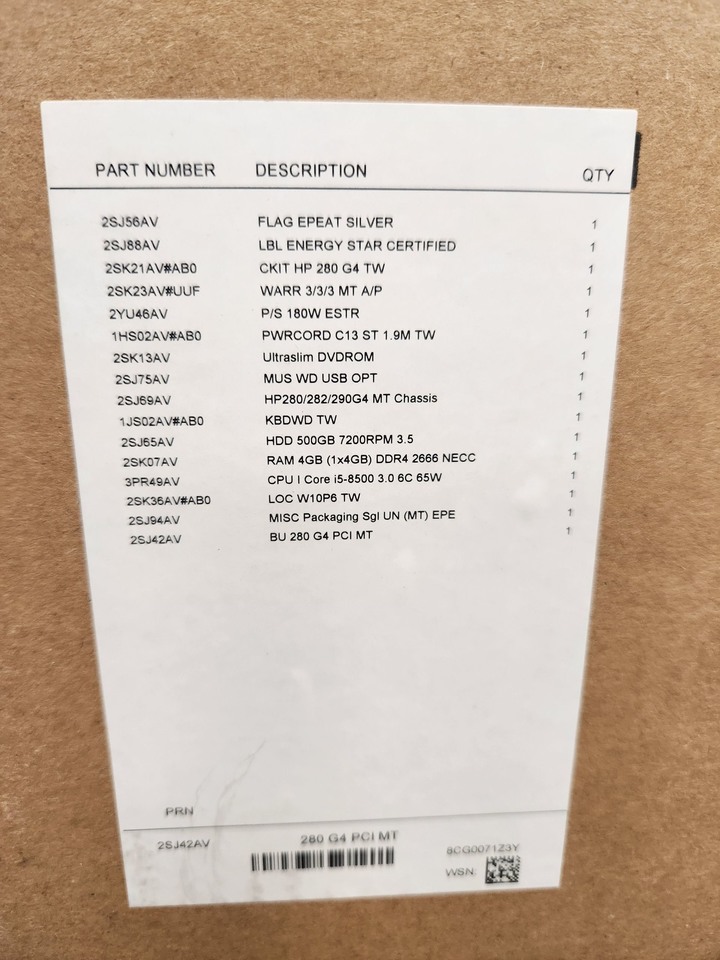 PART NUMBER DESCRIPTION QTY
2SJ56AV FLAG EPEAT SILVER 1
2SJ88AV LBL ENERGY STAR CERTIFIED 1
2SK21AV#AB0 CKIT HP 280 G4 TW 1
2SK23AV#UUF WARR 3/3/3 MT A/P 1
2YU46AV P/S 180W ESTR 1
1HS02AV#AB0 PWRCORD C13 ST 1.9M TW 1
2SK13AV Ultraslim DVDROM 1
2SJ75AV MUS WD USB OPT 1
2SJ69AV HP280/282/290G4 MT Chassis 1
1JS02AV#AB0 KBDWD TW 1
2SJ65AV HDD 500GB 7200RPM 3.5 1
2SK07AV RAM 4GB (1x4GB) DDR4 2666 NECC 1
3PR49AV CPU I Core i5-8500 3.0 6C 65W 1
2SK36AV#AB0 LOC W10P6 TW 1
2SJ94AV MISC Packaging Sgl UN (MT) EPE 1
2SJ42AV BU 280 G4 PCI MT 1
PRN
2SJ42AV 280 G4 PCI MT 8CG0071Z3Y
WSN: